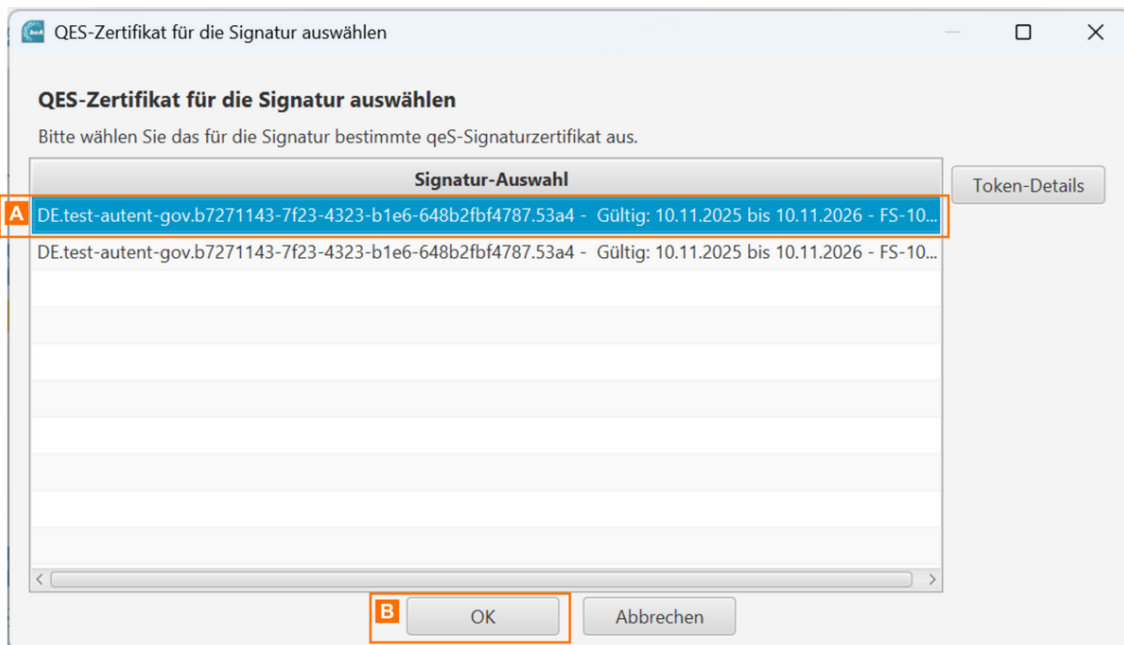 QES-Zertifikat für die Signatur auswählen
QES-Zertifikat für die Signatur auswählen
Bitte wählen Sie das für die Signatur bestimmte qeS-Signaturzertifikat aus.
Signatur-Auswahl
Token-Details
A DE.test-autent-gov.b7271143-7f23-4323-b1e6-648b2fbf4787.53a4 - Gültig: 10.11.2025 bis 10.11.2026 - FS-10...
DE.test-autent-gov.b7271143-7f23-4323-b1e6-648b2fbf4787.53a4 - Gültig: 10.11.2025 bis 10.11.2026 - FS-10...
B OK
Abbrechen